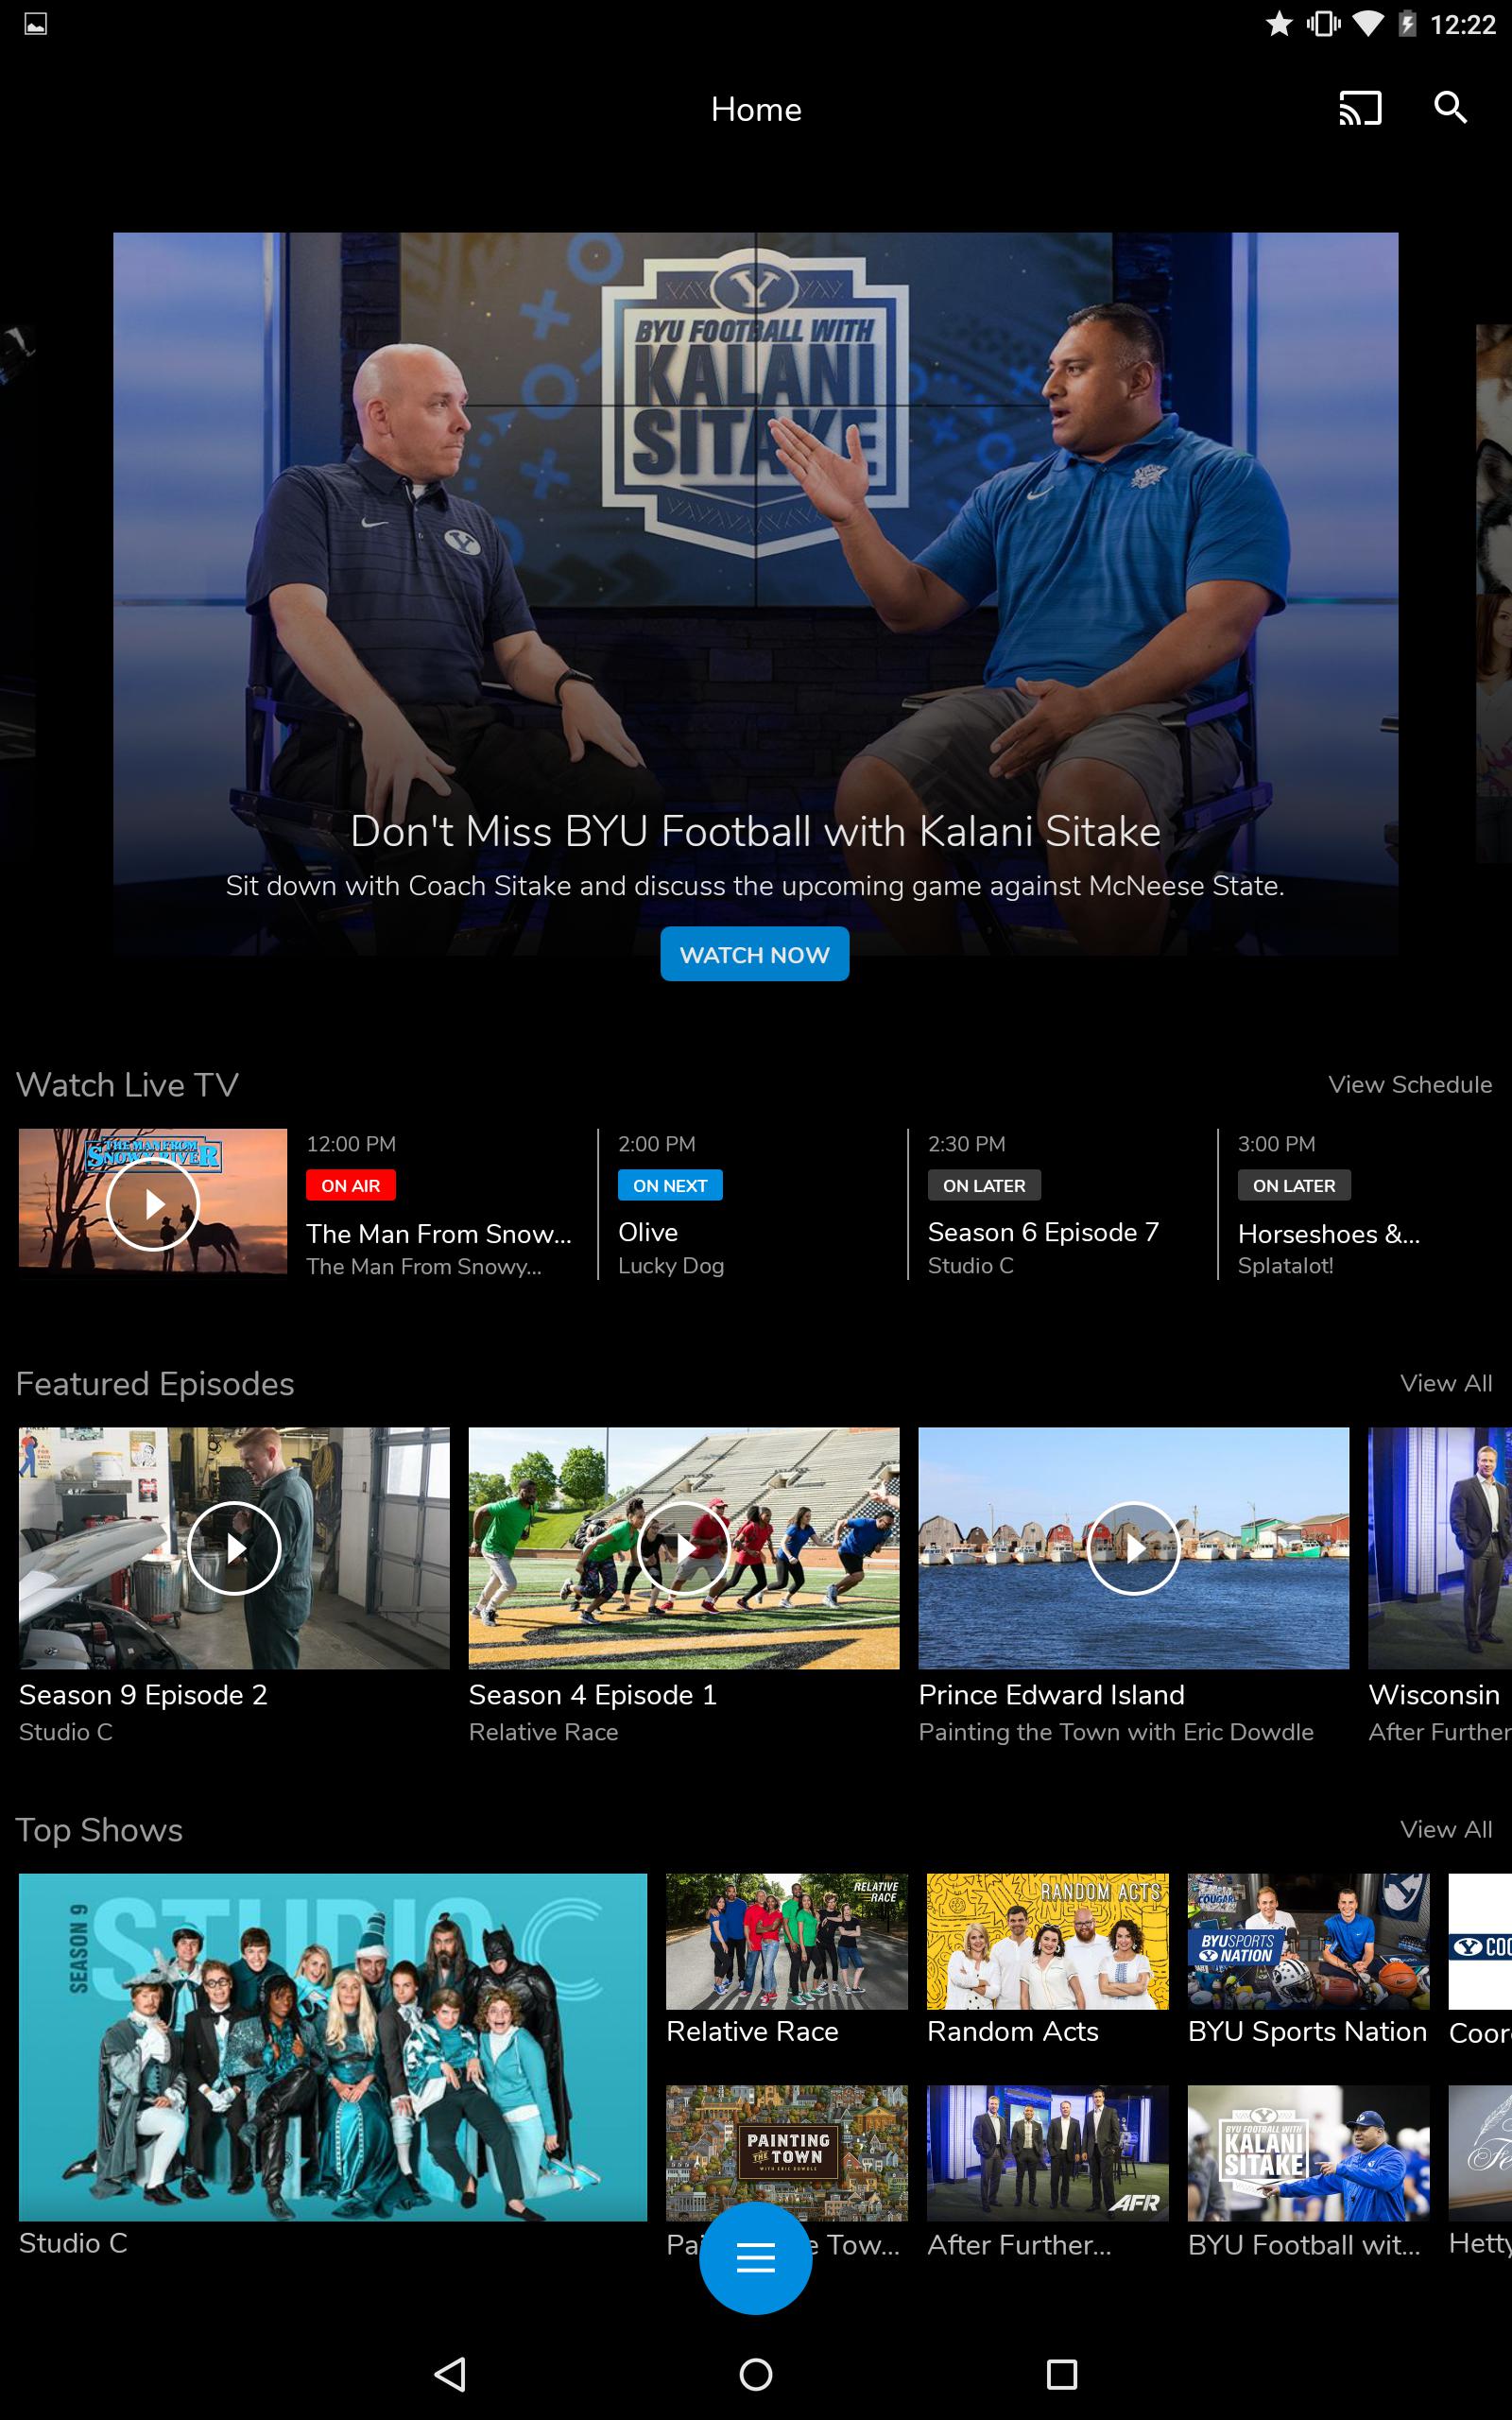 12:22
Home
BYU FOOTBALL WITH
KALANI
SITAKE
Don't Miss BYU Football with Kalani Sitake
Sit down with Coach Sitake and discuss the upcoming game against McNeese State.
WATCH NOW
Watch Live TV
View Schedule
THE MAN FROM
SNOWY RIVER
12:00 PM
ON AIR
The Man From Snow...
The Man From Snowy...
2:00 PM
ON NEXT
Olive
Lucky Dog
2:30 PM
ON LATER
Season 6 Episode 7
Studio C
3:00 PM
ON LATER
Horseshoes &...
Splatalot!
Featured Episodes
View All
Season 9 Episode 2
Studio C
Season 4 Episode 1
Relative Race
Prince Edward Island
Painting the Town with Eric Dowdle
Wisconsin
After Further
Top Shows
View All
SEASON 9
STUDIO C
Studio C
RELATIVE
RACE
Relative Race
RANDOM ACTS
Random Acts
COUGARS
BYUSPORTS
NATION
BYU Sports Nation
Y COO
Coor
PAINTING
THE TOWN
WITH ERIC DOWDLE
Pai e Tow...
AFR
After Further...
BYU FOOTBALL WITH
KALANI
SITAKE
BYU Football wit...
Hetty